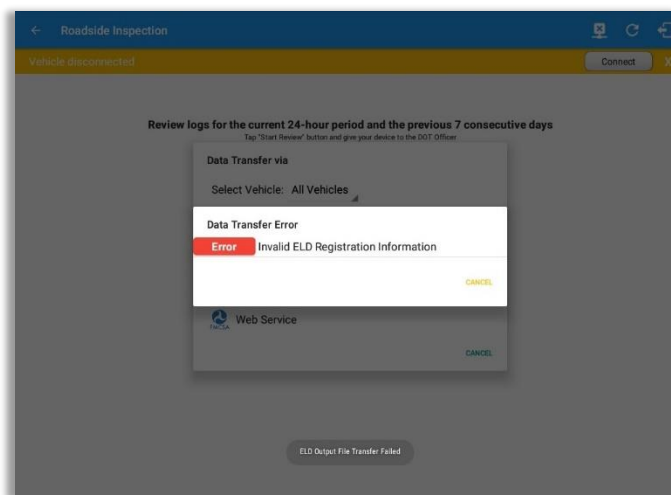 Roadside Inspection
Vehicle disconnected
Connect
X
Review logs for the current 24-hour period and the previous 7 consecutive days
Tap "Start Review" button and give your device to the DOT Officer
Data Transfer via
Select Vehicle: All Vehicles
Data Transfer Error
Error Invalid ELD Registration Information
CANCEL
FMCSA
Web Service
CANCEL
ELD Output File Transfer Failed